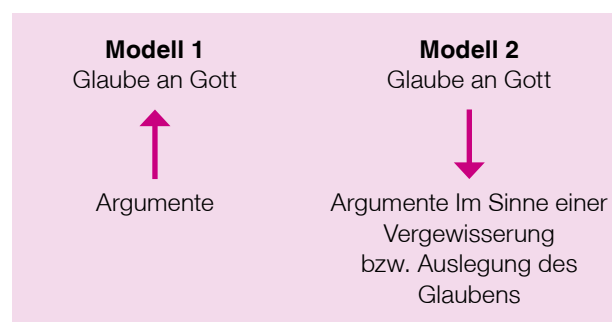 Modell 1
Glaube an Gott
Argumente
Modell 2
Glaube an Gott
Argumente Im Sinne einer
Vergewisserung
bzw. Auslegung des
Glaubens